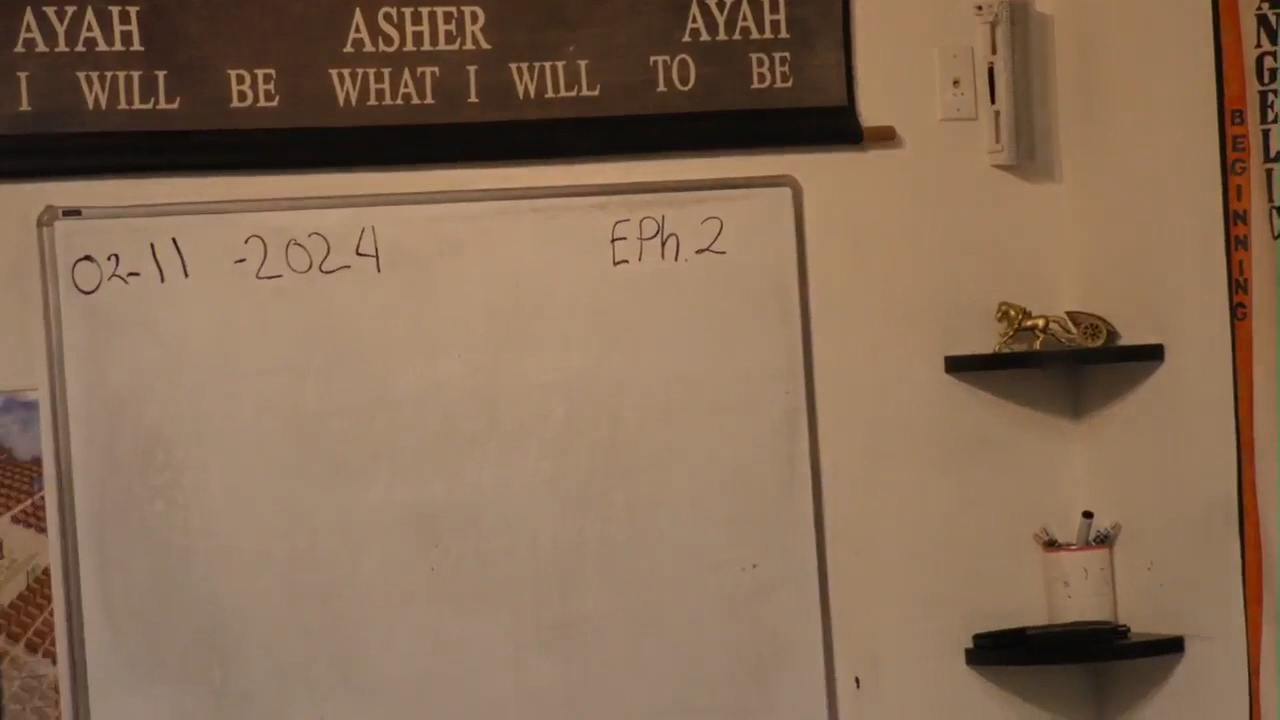 AYAH ASHER AYAH
I WILL BE WHAT I WILL TO BE
02-11 -2024 EPh. 2
BEGINNING